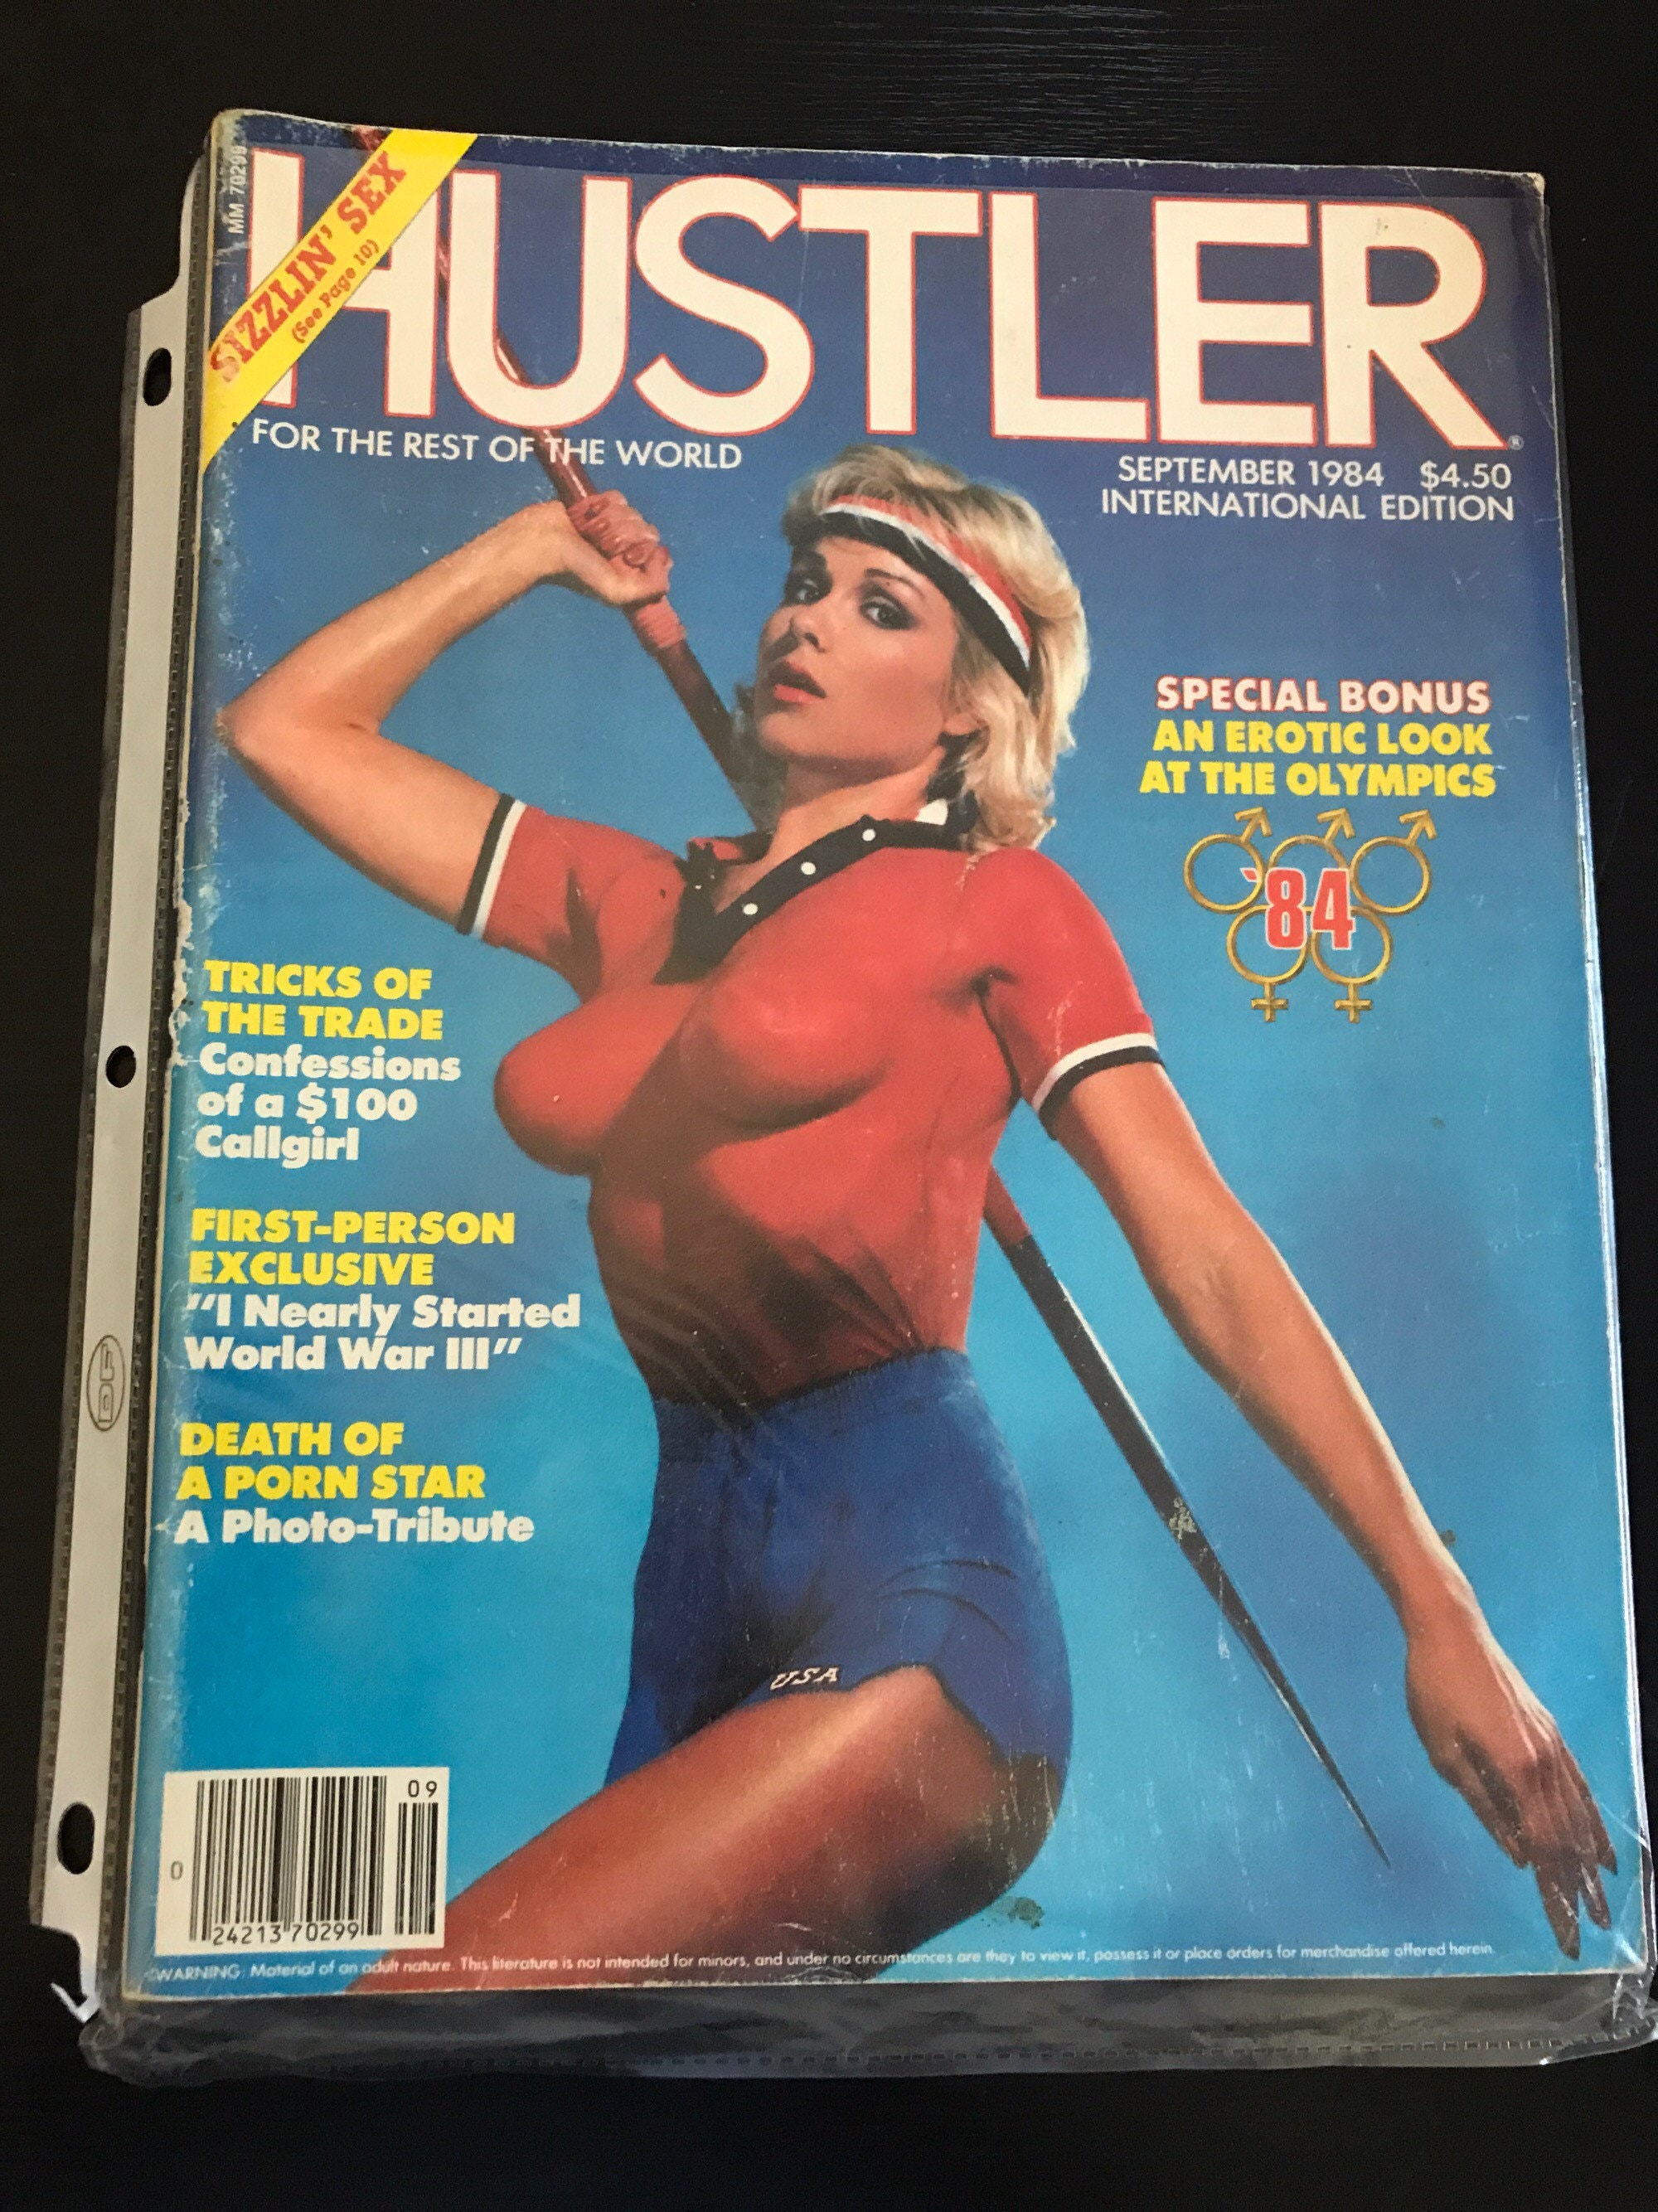 MM 70299
SIZZLIN' SEX
(See Page 10)
HUSTLER®
FOR THE REST OF THE WORLD
SEPTEMBER 1984 $4.50
INTERNATIONAL EDITION
SPECIAL BONUS
AN EROTIC LOOK
AT THE OLYMPICS
'84
TRICKS OF
THE TRADE
Confessions
of a $100
Callgirl
FIRST-PERSON
EXCLUSIVE
"I Nearly Started
World War III"
DEATH OF
A PORN STAR
A Photo-Tribute
USA
09
0
24213 70299
WARNING: Material of an adult nature. This literature is not intended for minors, and under no circumstances are they to view it, possess it or place orders for merchandise offered herein.